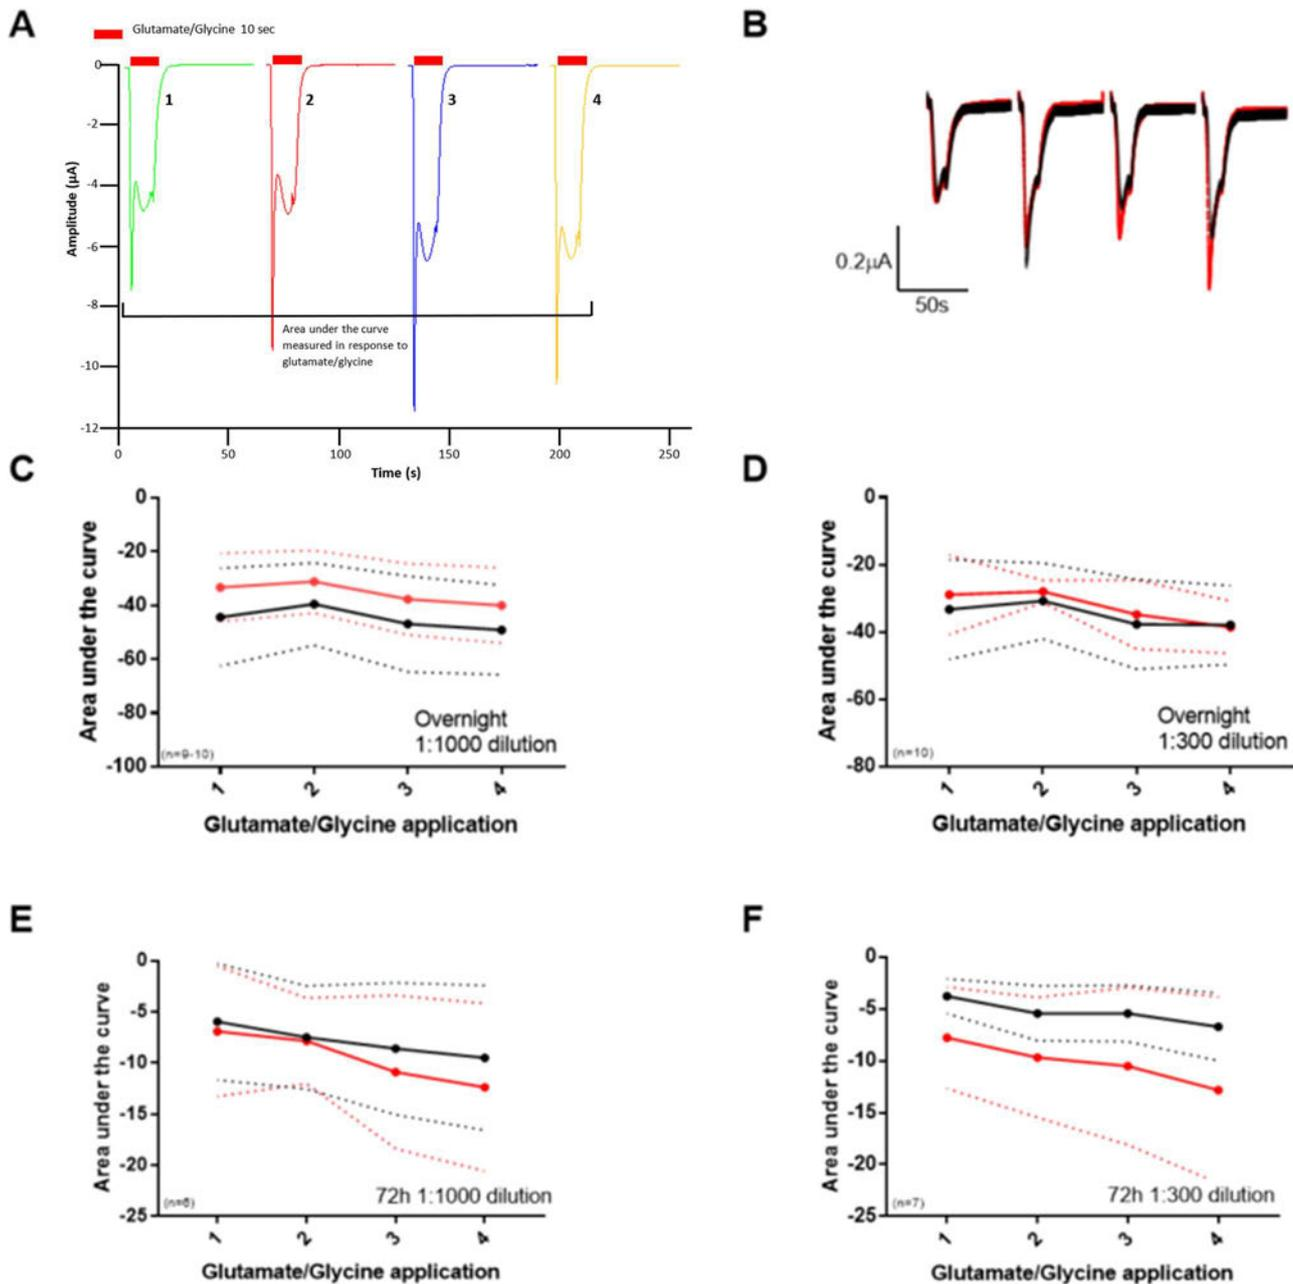 A
Glutamate/Glycine 10 sec
0
-2
-4
-6
-8
-10
-12
Amplitude (µA)
1
2
3
4
Area under the curve
measured in response to
glutamate/glycine
0
50
100
150
200
250
Time (s)
B
0.2µA
50s
C
0
-20
-40
-60
-80
-100
Area under the curve
Overnight
1:1000 dilution
(n=9-10)
1
2
3
4
Glutamate/Glycine application
D
0
-20
-40
-60
-80
Area under the curve
Overnight
1:300 dilution
(n=10)
1
2
3
4
Glutamate/Glycine application
E
0
-5
-10
-15
-20
-25
Area under the curve
72h 1:1000 dilution
1
2
3
4
Glutamate/Glycine application
F
0
-5
-10
-15
-20
-25
Area under the curve
72h 1:300 dilution
(n=7)
1
2
3
4
Glutamate/Glycine application